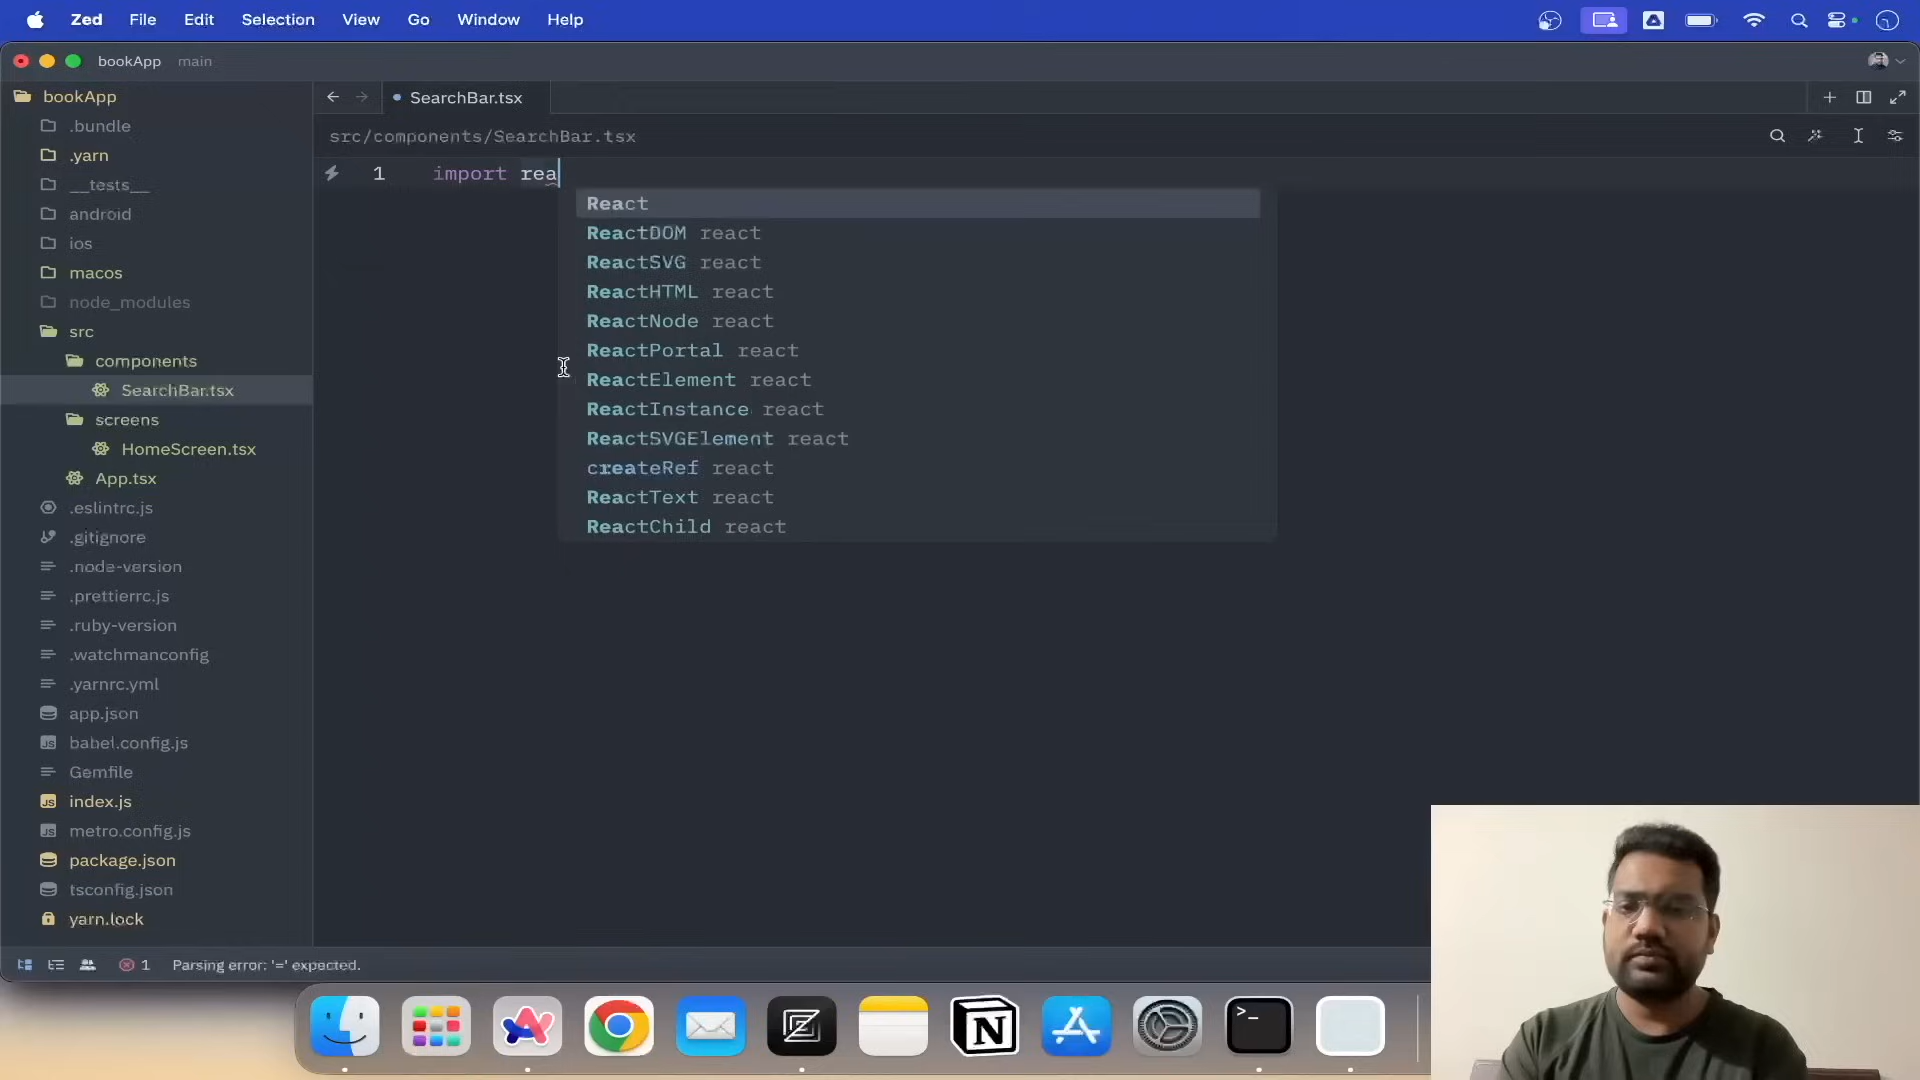 Zed File Edit Selection View Go Window Help
bookApp main
bookApp
.bundle
.yarn
__tests__
android
ios
macos
node_modules
src
components
SearchBar.tsx
screens
HomeScreen.tsx
App.tsx
.eslintrc.js
.gitignore
.node-version
.prettierrc.js
.ruby-version
.watchmanconfig
.yarnrc.yml
app.json
babel.config.js
Gemfile
index.js
metro.config.js
package.json
tsconfig.json
yarn.lock
SearchBar.tsx
src/components/SearchBar.tsx
1 import rea
React
ReactDOM react
ReactSVG react
ReactHTML react
ReactNode react
ReactPortal react
ReactElement react
ReactInstance react
ReactSVGElement react
createRef react
ReactText react
ReactChild react
1 Parsing error: '=' expected.